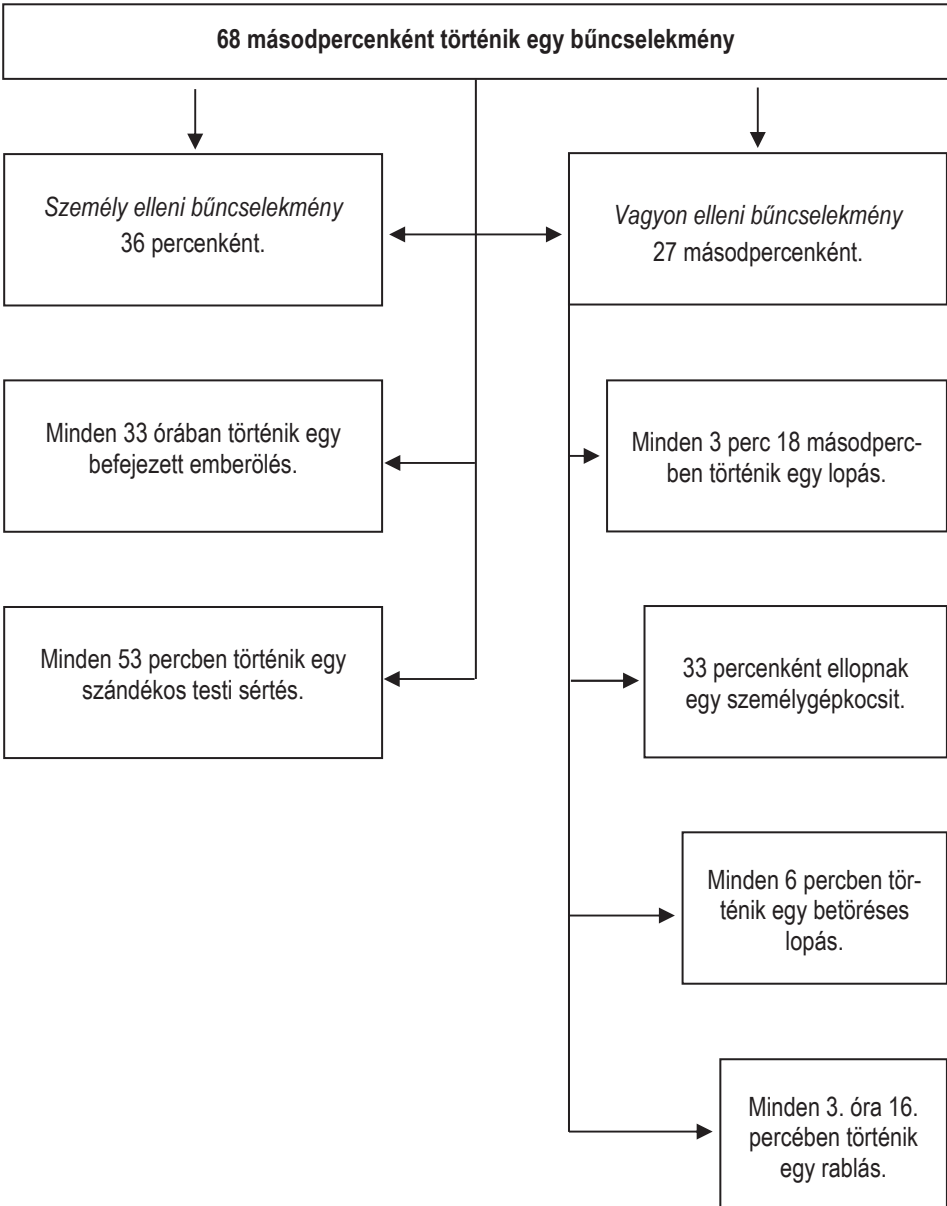 68 másodpercenként történik egy bűncselekmény
Személy elleni bűncselekmény
36 percenként.
Vagyon elleni bűncselekmény
27 másodpercenként.
Minden 33 órában történik egy
befejezett emberölés.
Minden 3 perc 18 másodperc-
ben történik egy lopás.
Minden 53 percben történik egy
szándékos testi sértés.
33 percenként ellopnak
egy személygépkocsit.
Minden 6 percben tör-
ténik egy betöréses
lopás.
Minden 3. óra 16.
percében történik
egy rablás.